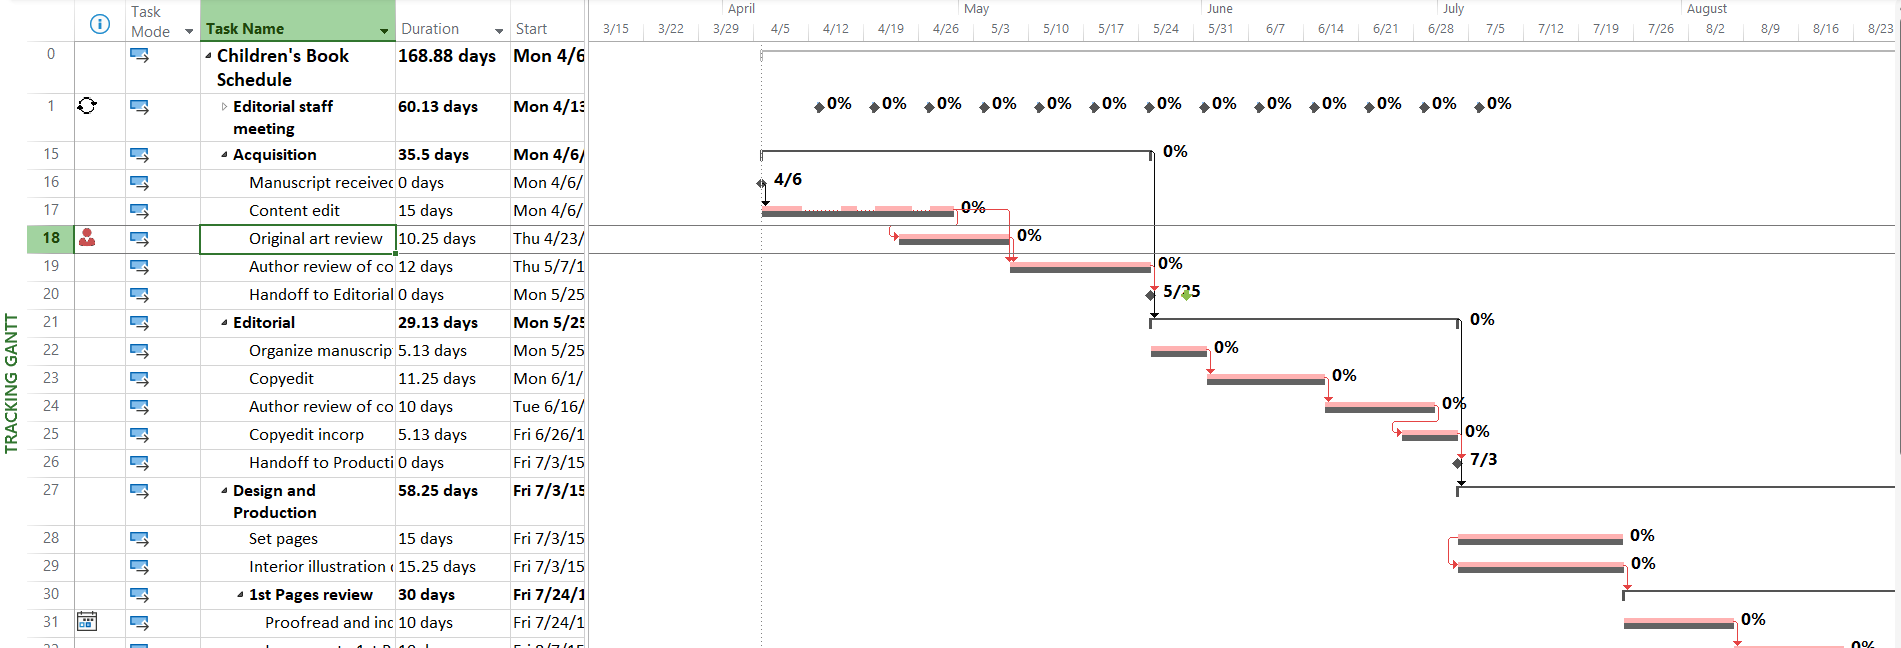 Task
Mode
Task Name
Duration
Start
April
May
June
July
August
3/15 3/22 3/29 4/5 4/12 4/19 4/26 5/3 5/10 5/17 5/24 5/31 6/7 6/14 6/21 6/28 7/5 7/12 7/19 7/26 8/2 8/9 8/16 8/23
0 Children's Book 168.88 days Mon 4/6
Schedule
1 Editorial staff 60.13 days Mon 4/13
meeting
0% 0% 0% 0% 0% 0% 0% 0% 0% 0% 0% 0% 0%
15 Acquisition 35.5 days Mon 4/6/ 0%
16 Manuscript received 0 days Mon 4/6/ 4/6
17 Content edit 15 days Mon 4/6/ 0%
18 Original art review 10.25 days Thu 4/23/ 0%
19 Author review of co 12 days Thu 5/7/1 0%
20 Handoff to Editorial 0 days Mon 5/25 5/25
21 Editorial 29.13 days Mon 5/25 0%
22 Organize manuscrip 5.13 days Mon 5/25 0%
23 Copyedit 11.25 days Mon 6/1/ 0%
24 Author review of co 10 days Tue 6/16/ 0%
25 Copyedit incorp 5.13 days Fri 6/26/1 0%
26 Handoff to Producti 0 days Fri 7/3/15 7/3
27 Design and 58.25 days Fri 7/3/15
Production
28 Set pages 15 days Fri 7/3/15 0%
29 Interior illustration 15.25 days Fri 7/3/15 0%
30 1st Pages review 30 days Fri 7/24/1
31 Proofread and ind 10 days Fri 7/24/1 0%
TRACKING GANTT